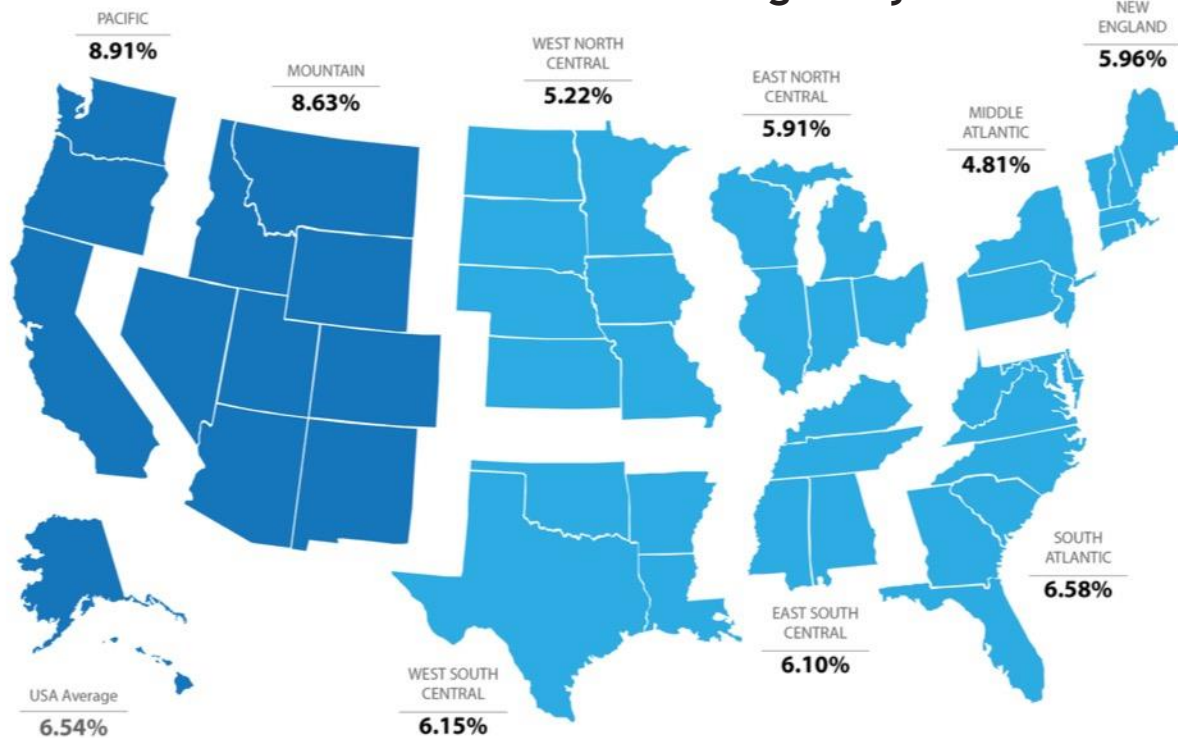 PACIFIC
8.91%
MOUNTAIN
8.63%
WEST NORTH
CENTRAL
5.22%
EAST NORTH
CENTRAL
5.91%
MIDDLE
ATLANTIC
4.81%
NEW
ENGLAND
5.96%
SOUTH
ATLANTIC
6.58%
EAST SOUTH
CENTRAL
6.10%
WEST SOUTH
CENTRAL
6.15%
USA Average
6.54%